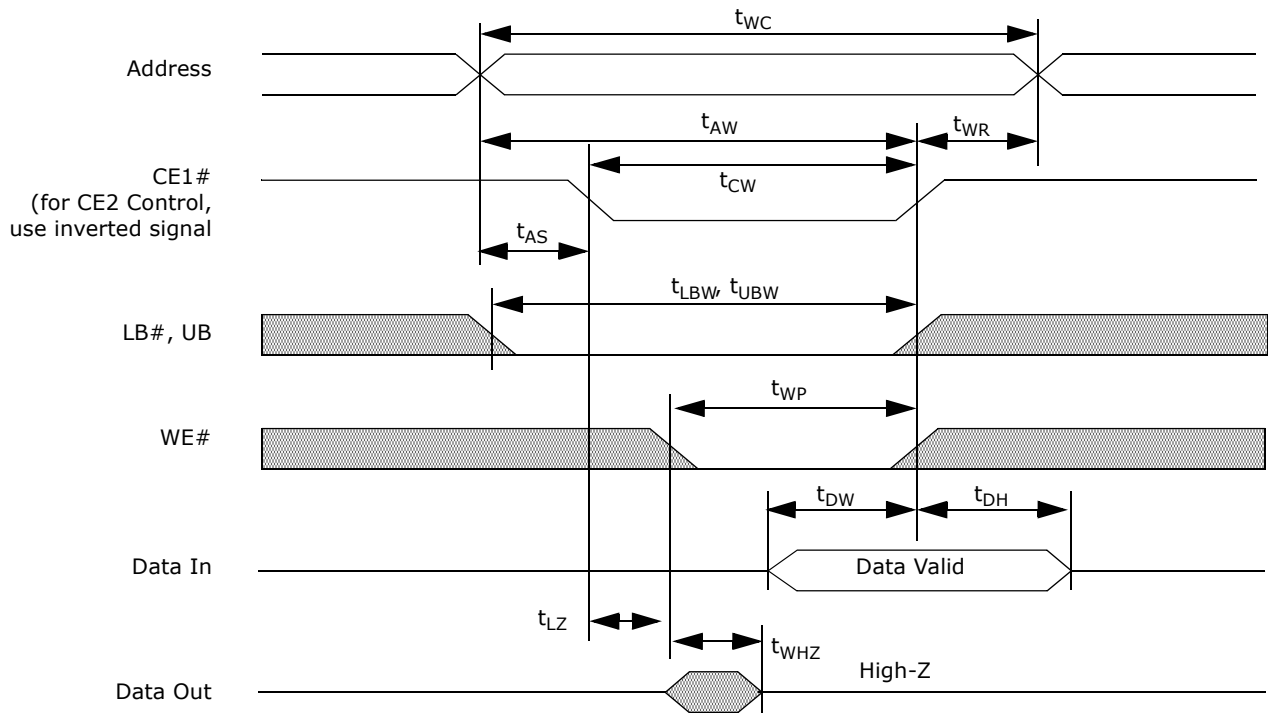 tWC
Address
tAW
tWR
CE1#
(for CE2 Control,
use inverted signal
tCW
tAS
tLBW, tUBW
LB#, UB
tWP
WE#
tDW
tDH
Data In
Data Valid
tLZ
tWHZ
High-Z
Data Out